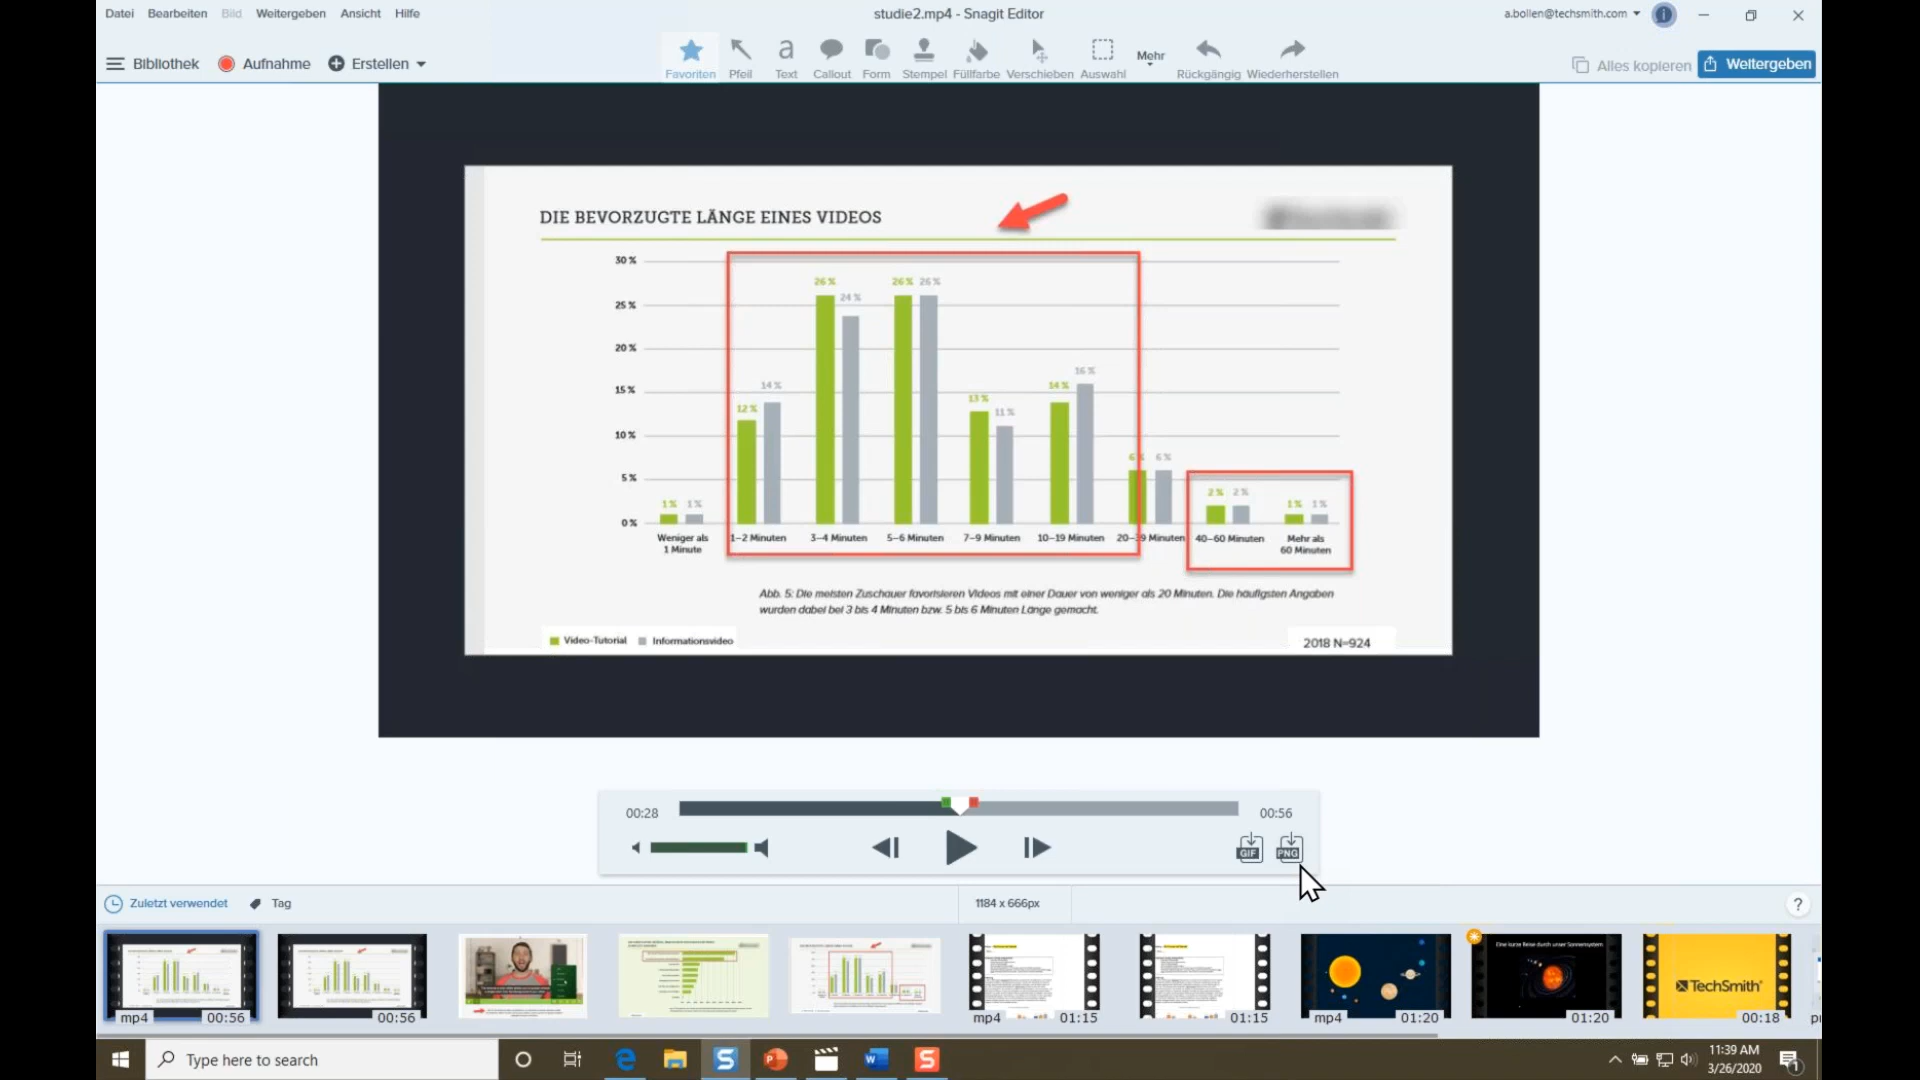 Datei Bearbeiten Bild Weitergeben Ansicht Hilfe
studie2.mp4 - Snagit Editor
a.bollen@techsmith.com
Bibliothek Aufnahme Erstellen
Favoriten Pfeil Text Callout Form Stempel Füllfarbe Verschieben Auswahl Mehr Rückgängig Wiederherstellen
Alles kopieren Weitergeben
DIE BEVORZUGTE LÄNGE EINES VIDEOS
30 %
26 % 24 % 26 % 26 %
25 %
20 %
15 %
12 % 14 % 13 % 11 % 14 % 16 %
10 %
6 % 6 %
5 %
1 % 1 % 2 % 2 % 1 % 1 %
0 %
Weniger als 1 Minute
1–2 Minuten 3–4 Minuten 5–6 Minuten 7–9 Minuten 10–19 Minuten 20–39 Minuten 40–60 Minuten
Mehr als 60 Minuten
Abb. 5: Die meisten Zuschauer favorisieren Videos mit einer Dauer von weniger als 20 Minuten. Die häufigsten Angaben
wurden dabei bei 3 bis 4 Minuten bzw. 5 bis 6 Minuten Länge gemacht.
Video-Tutorial Informationsvideo
2018 N=924
00:28 00:56
GIF PNG
Zuletzt verwendet Tag
1184 x 666px
?
Eine kurze Reise durch unser Sonnensystem
TechSmith
mp4 00:56 00:56 mp4 01:15 01:15 mp4 01:20 01:20 00:18
Type here to search
11:39 AM
3/26/2020
1